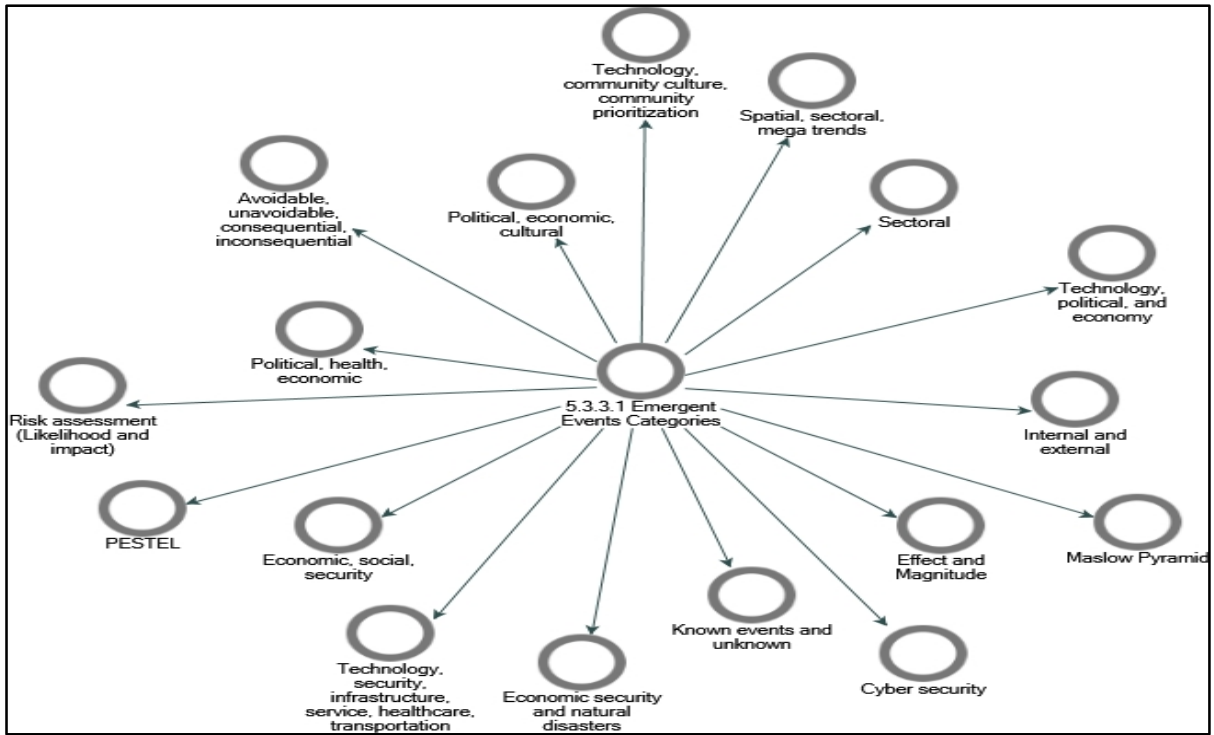 Technology,
community culture,
community
prioritization
Spatial, sectoral,
mega trends
Avoidable,
unavoidable,
consequential,
inconsequential
Political, economic,
cultural
Sectoral
Technology,
political, and
economy
Political, health,
economic
Risk assessment
(Likelihood and
impact)
5.3.3.1 Emergent
Events Categories
Internal and
external
PESTEL
Economic, social,
security
Effect and
Magnitude
Maslow Pyramid
Technology,
security,
infrastructure,
service, healthcare,
transportation
Economic security
and natural
disasters
Known events and
unknown
Cyber security